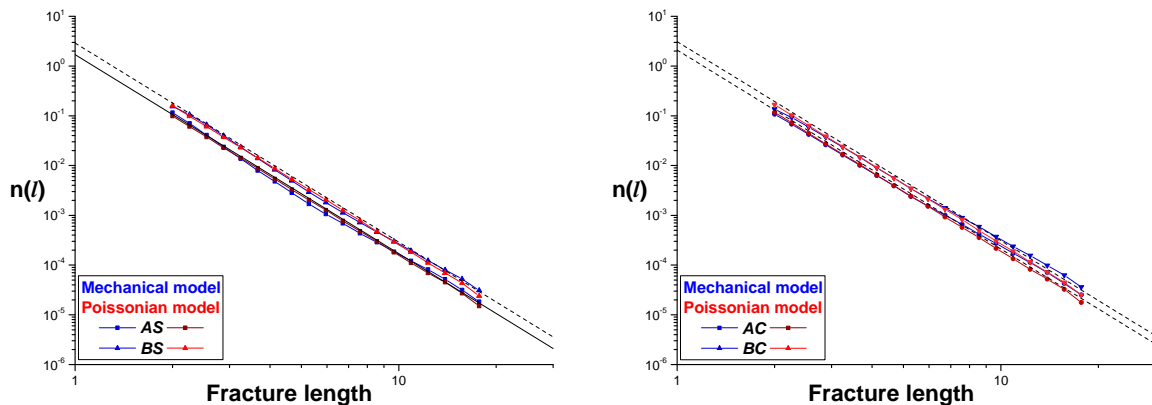 10^1
10^0
10^-1
10^-2
n(l)
10^-3
10^-4
10^-5
10^-6
Mechanical model
Poissonian model
AS
BS
1
10
Fracture length
10^1
10^0
10^-1
10^-2
n(l)
10^-3
10^-4
10^-5
10^-6
Mechanical model
Poissonian model
AC
BC
1
10
Fracture length